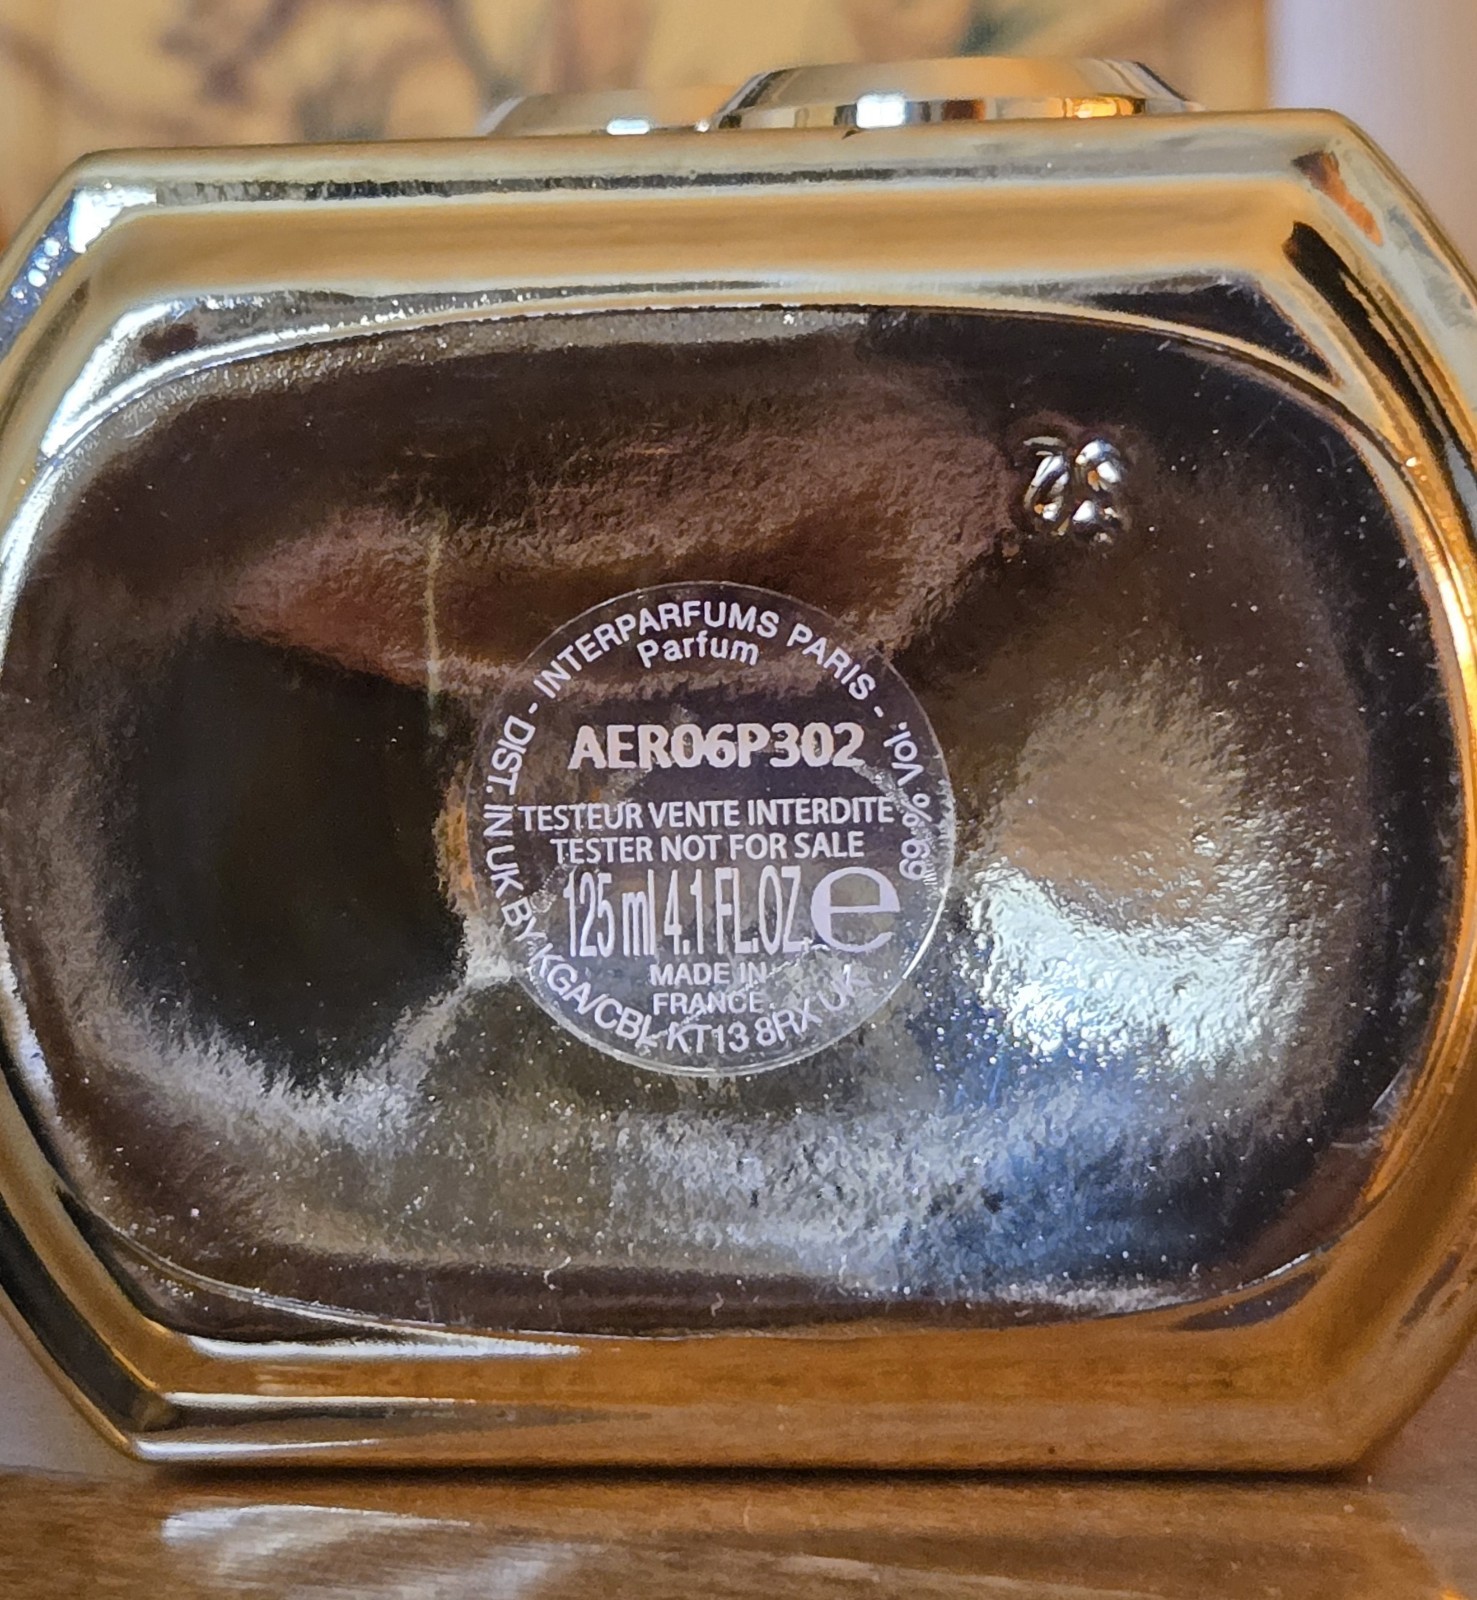 DIST. IN UK BY KGA/CBL KT13 8RX UK
- INTERPARFUMS PARIS - Vol. % 69
Parfum
AER06P302
TESTEUR VENTE INTERDITE
TESTER NOT FOR SALE
125 ml 4.1 FL.OZ. e
MADE IN
FRANCE